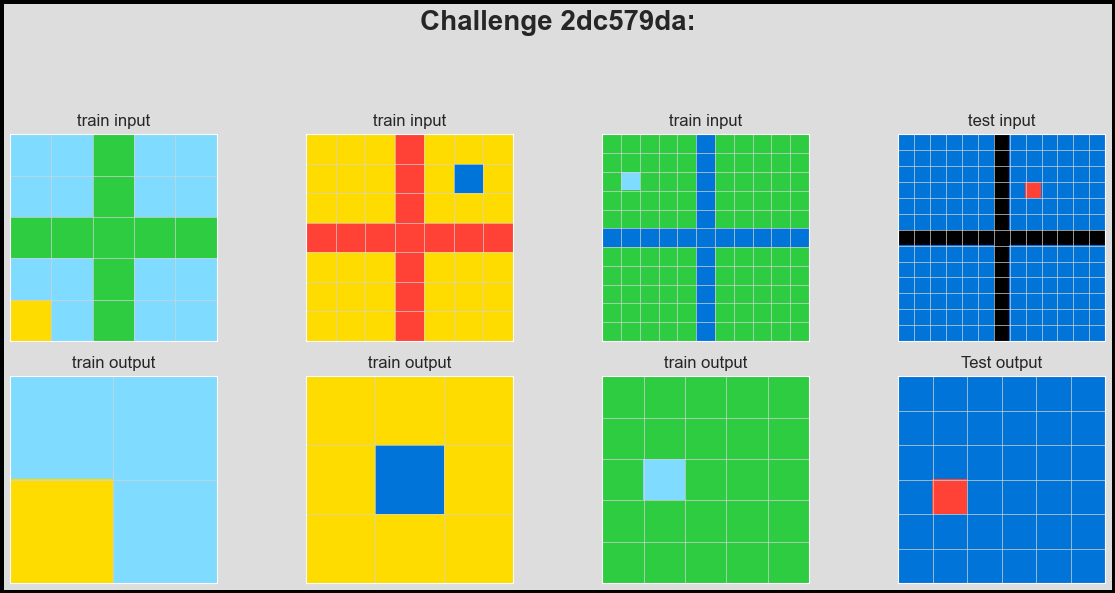 Challenge 2dc579da:
train input
train input
train input
test input
train output
train output
train output
Test output